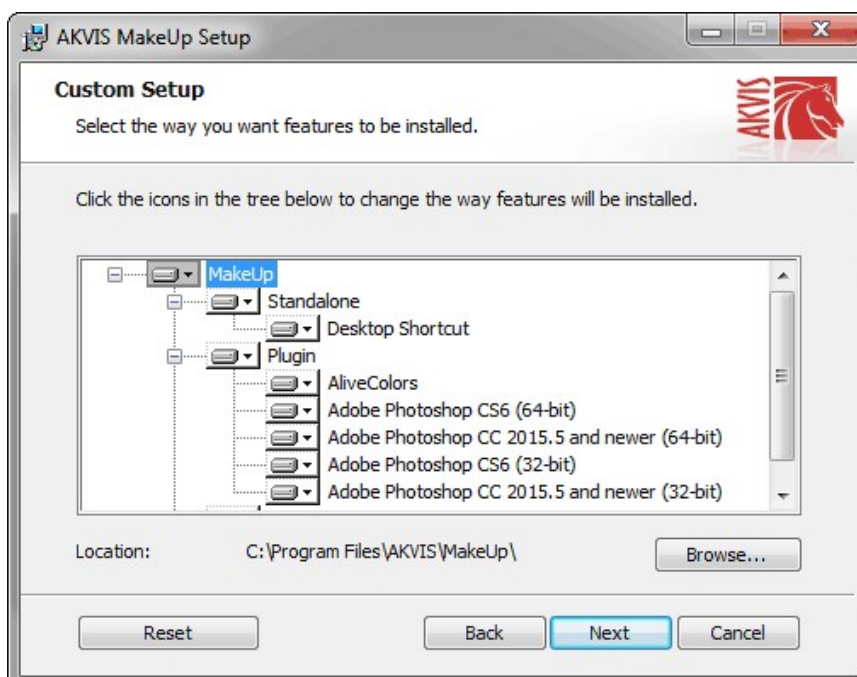 AKVIS MakeUp Setup
Custom Setup
Select the way you want features to be installed.
AKVIS
Click the icons in the tree below to change the way features will be installed.
MakeUp
Standalone
Desktop Shortcut
Plugin
AliveColors
Adobe Photoshop CS6 (64-bit)
Adobe Photoshop CC 2015.5 and newer (64-bit)
Adobe Photoshop CS6 (32-bit)
Adobe Photoshop CC 2015.5 and newer (32-bit)
Location: C:\Program Files\AKVIS\MakeUp\ Browse...
Reset Back Next Cancel